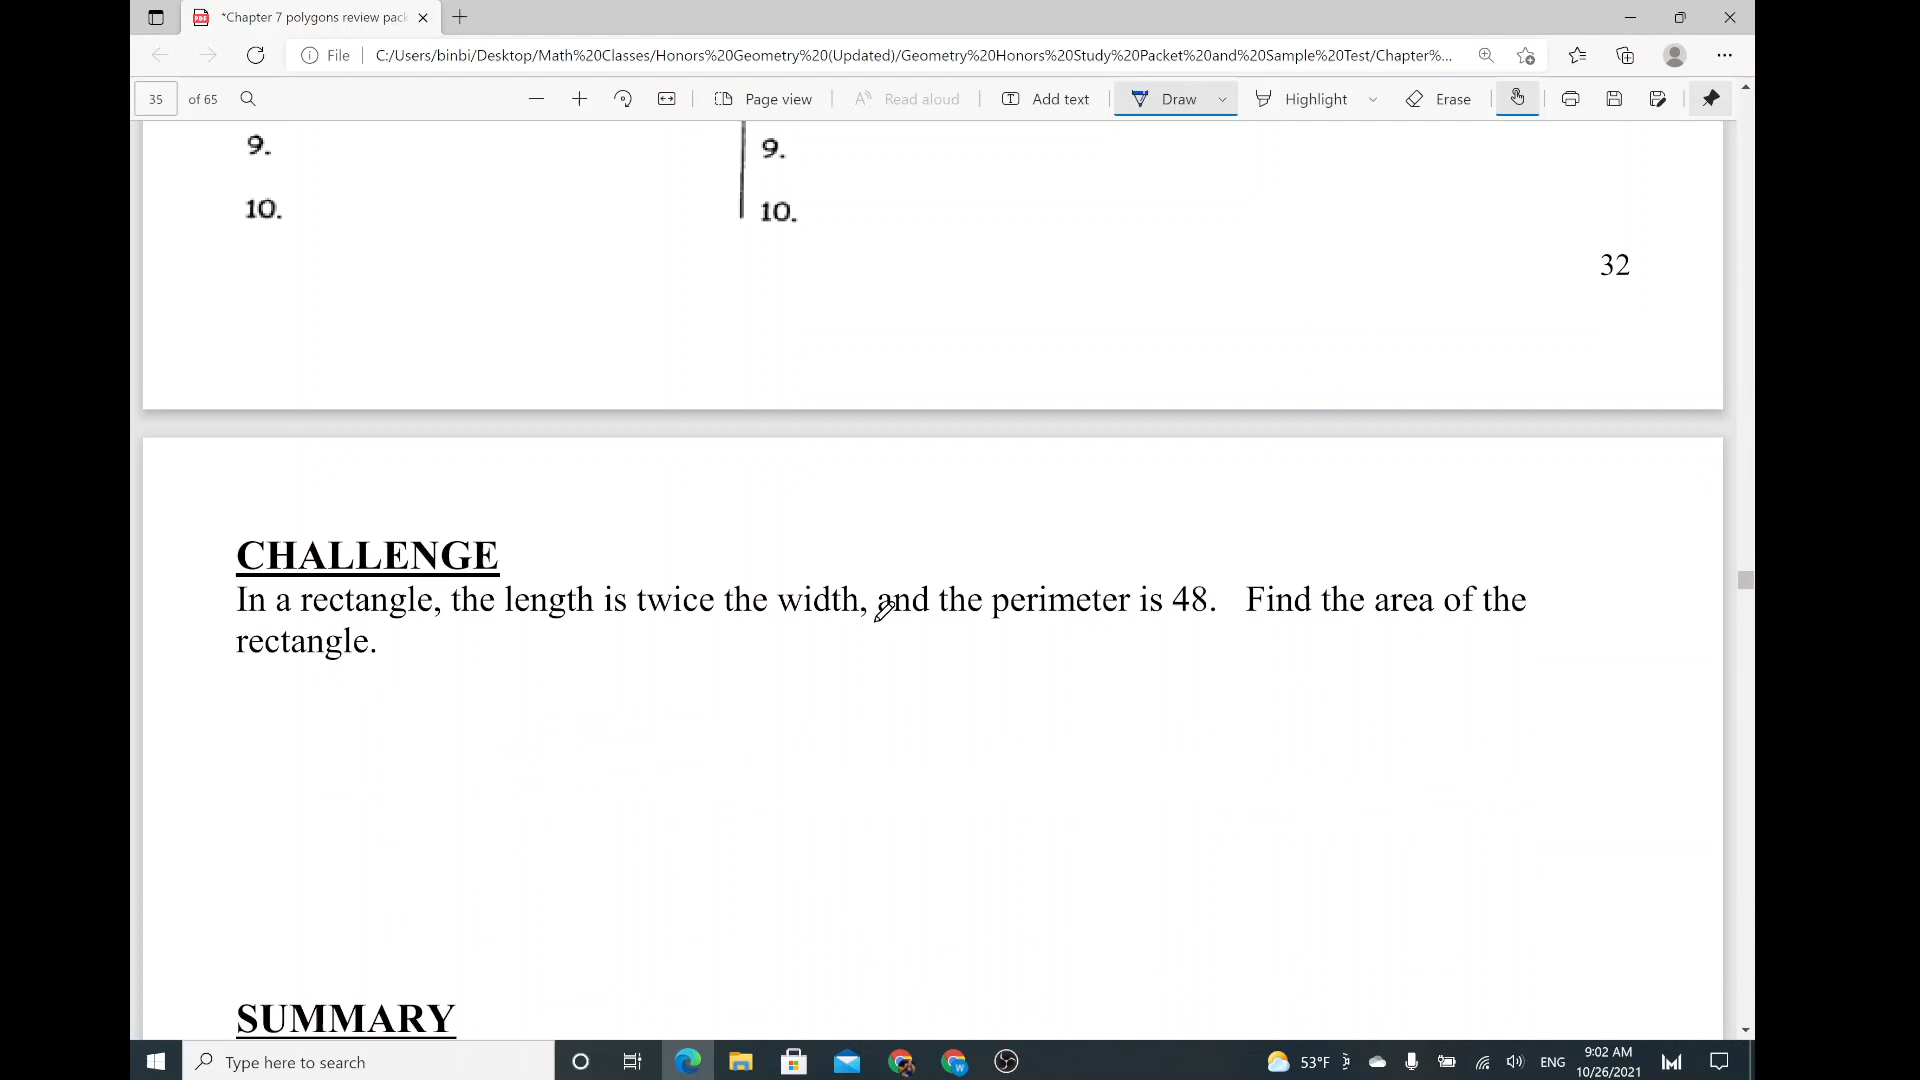 *Chapter 7 polygons review pack
File C:/Users/binbi/Desktop/Math%20Classes/Honors%20Geometry%20(Updated)/Geometry%20Honors%20Study%20Packet%20and%20Sample%20Test/Chapter%...
35 of 65 Page view Read aloud Add text Draw Highlight Erase
9. 9.
10. 10.
32
CHALLENGE
In a rectangle, the length is twice the width, and the perimeter is 48. Find the area of the
rectangle.
SUMMARY
Type here to search 53°F ENG 9:02 AM
10/26/2021